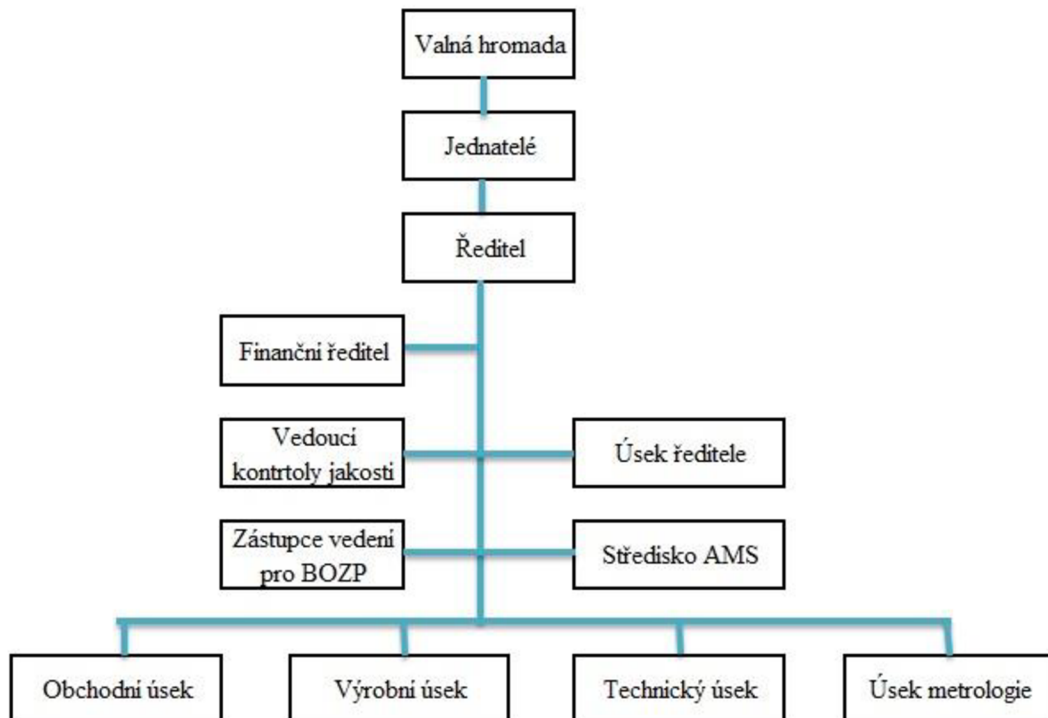 Valná hromada
Jednatelé
Ředitel
Finanční ředitel
Vedoucí
kontrtoly jakosti
Úsek ředitele
Zástupce vedení
pro BOZP
Středisko AMS
Obchodní úsek
Výrobní úsek
Technický úsek
Úsek metrologie